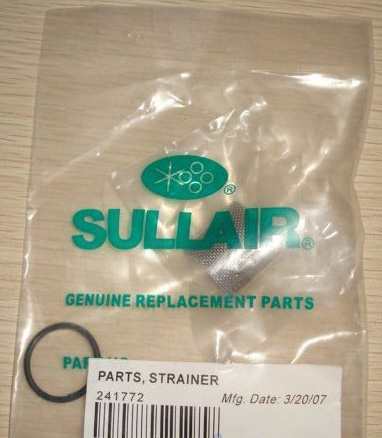 SULLAIR®
GENUINE REPLACEMENT PARTS
PARTS, STRAINER
241772
Mfg. Date: 3/20/07